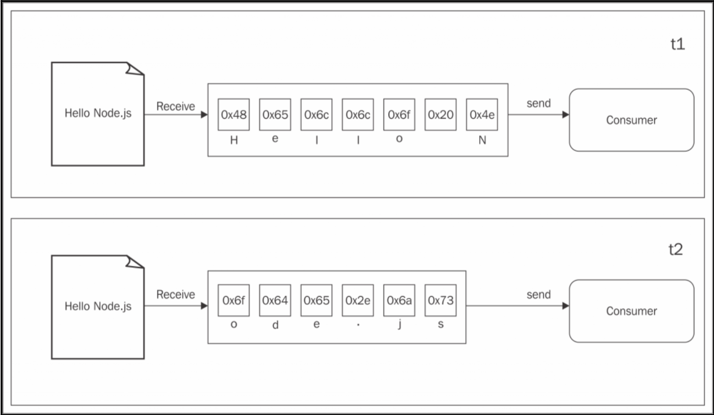 t1
Hello Node.js
Receive
0x48 0x65 0x6c 0x6c 0x6f 0x20 0x4e
H e l l o N
send
Consumer
t2
Hello Node.js
Receive
0x6f 0x64 0x65 0x2e 0x6a 0x73
o d e . j s
send
Consumer